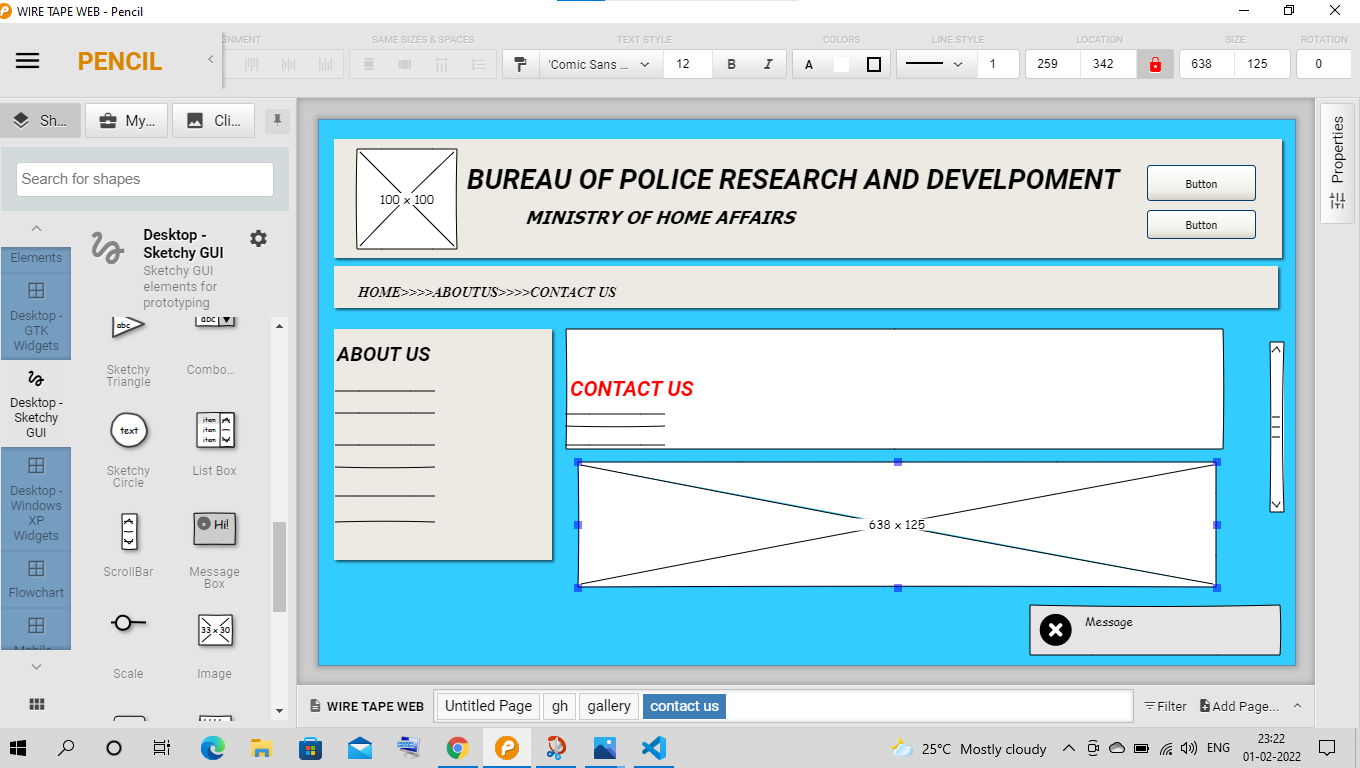 WIRE TAPE WEB - Pencil
PENCIL
GNMENT
SAME SIZES & SPACES
TEXT STYLE
COLORS
LINE STYLE
LOCATION
SIZE
ROTATION
'Comic Sans ...
12
B
I
A
1
259
342
638
125
0
Sh...
My...
Cli...
Search for shapes
Elements
Desktop -
GTK
Widgets
Desktop -
Sketchy
GUI
Desktop -
Windows
XP
Widgets
Flowchart
Mobile
Desktop -
Sketchy GUI
Sketchy GUI
elements for
prototyping
abc
abc
Sketchy
Triangle
Combo...
text
item
item
item
Sketchy
Circle
List Box
Hi!
ScrollBar
Message
Box
33 x 30
Scale
Image
100 x 100
BUREAU OF POLICE RESEARCH AND DEVELPOMENT
MINISTRY OF HOME AFFAIRS
Button
Button
HOME>>>>ABOUTUS>>>>CONTACT US
ABOUT US
CONTACT US
638 x 125
Message
Properties
WIRE TAPE WEB
Untitled Page
gh
gallery
contact us
Filter
Add Page...
25°C Mostly cloudy
ENG
23:22
01-02-2022